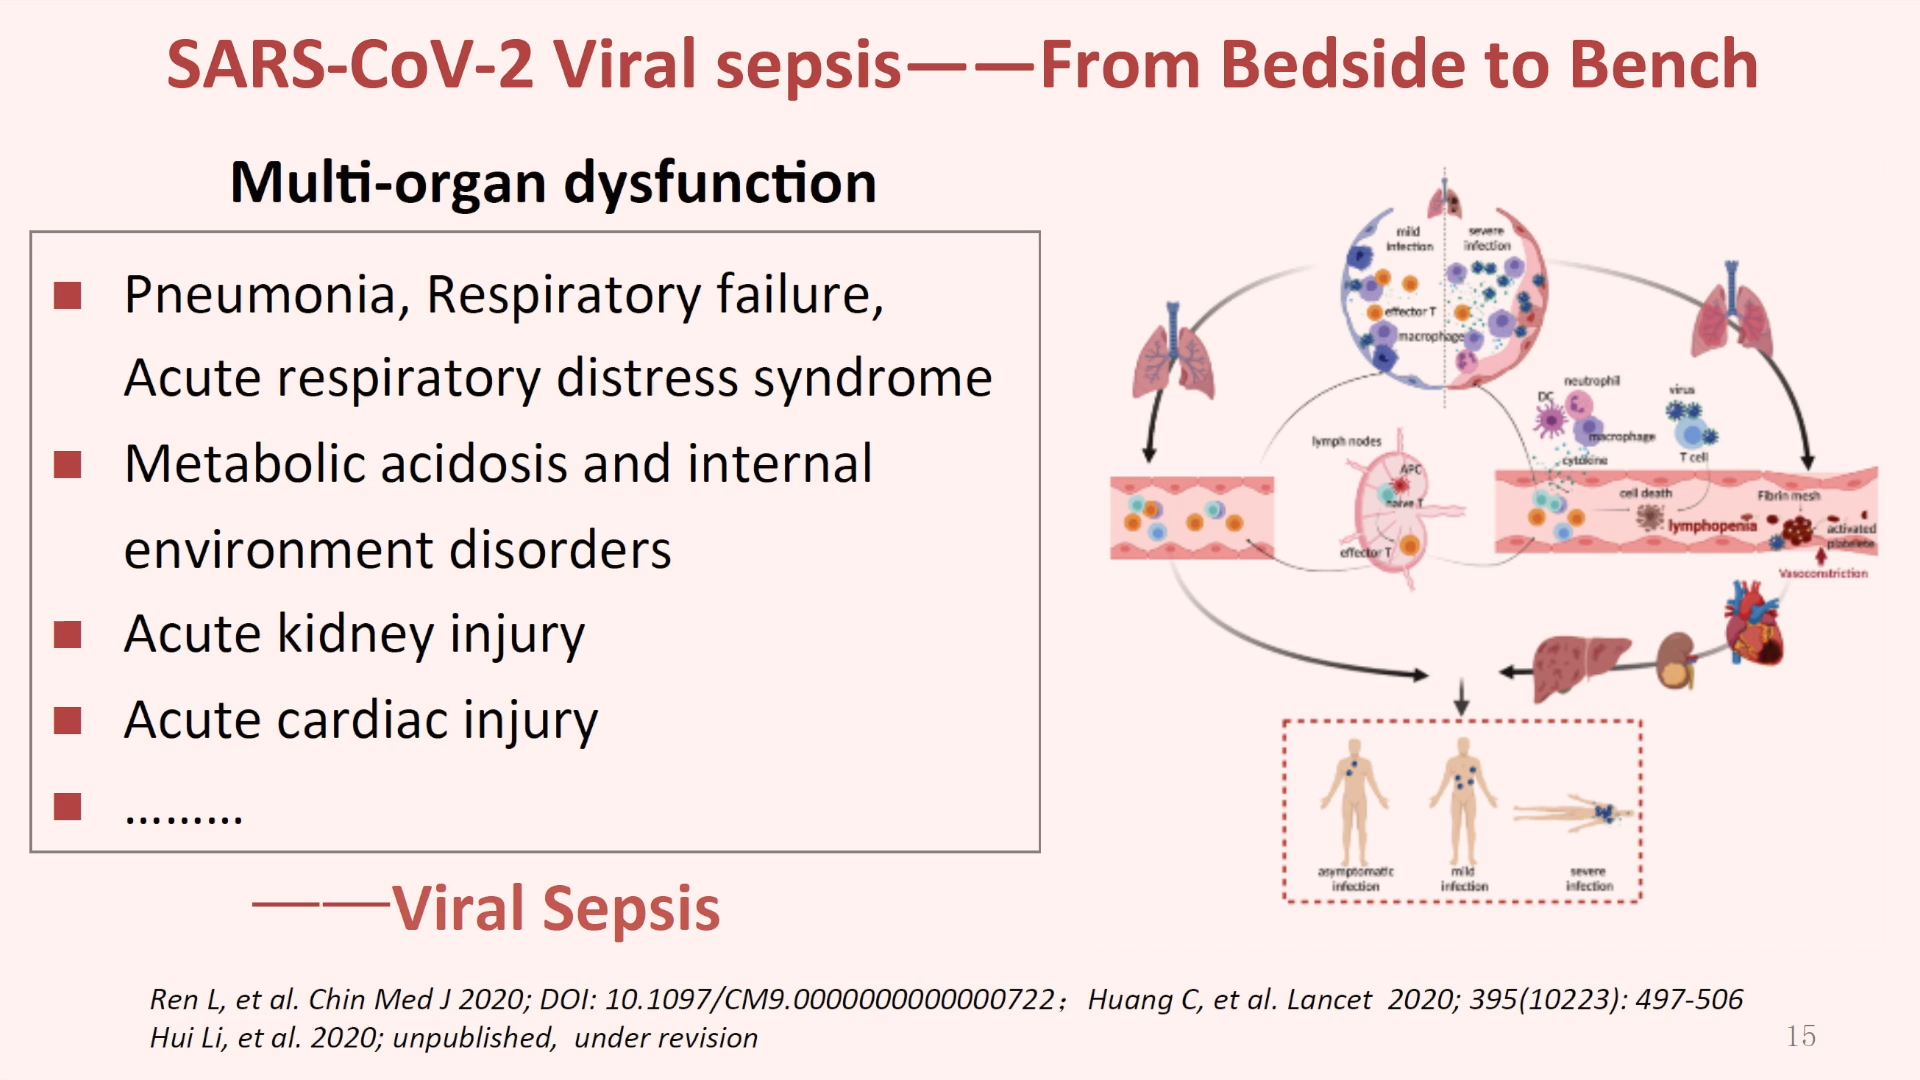 SARS-CoV-2 Viral sepsis——From Bedside to Bench
Multi-organ dysfunction
■ Pneumonia, Respiratory failure,
Acute respiratory distress syndrome
■ Metabolic acidosis and internal
environment disorders
■ Acute kidney injury
■ Acute cardiac injury
■ ………
——Viral Sepsis
mild
infection
severe
infection
effector T
macrophage
lymph nodes
APC
naive T
effector T
DC
neutrophil
macrophage
cytokine
virus
T cell
cell death
lymphopenia
Fibrin mesh
activated
platelete
Vasoconstriction
asymptomatic
infection
mild
infection
severe
infection
Ren L, et al. Chin Med J 2020; DOI: 10.1097/CM9.0000000000000722；Huang C, et al. Lancet 2020; 395(10223): 497-506
Hui Li, et al. 2020; unpublished, under revision
15